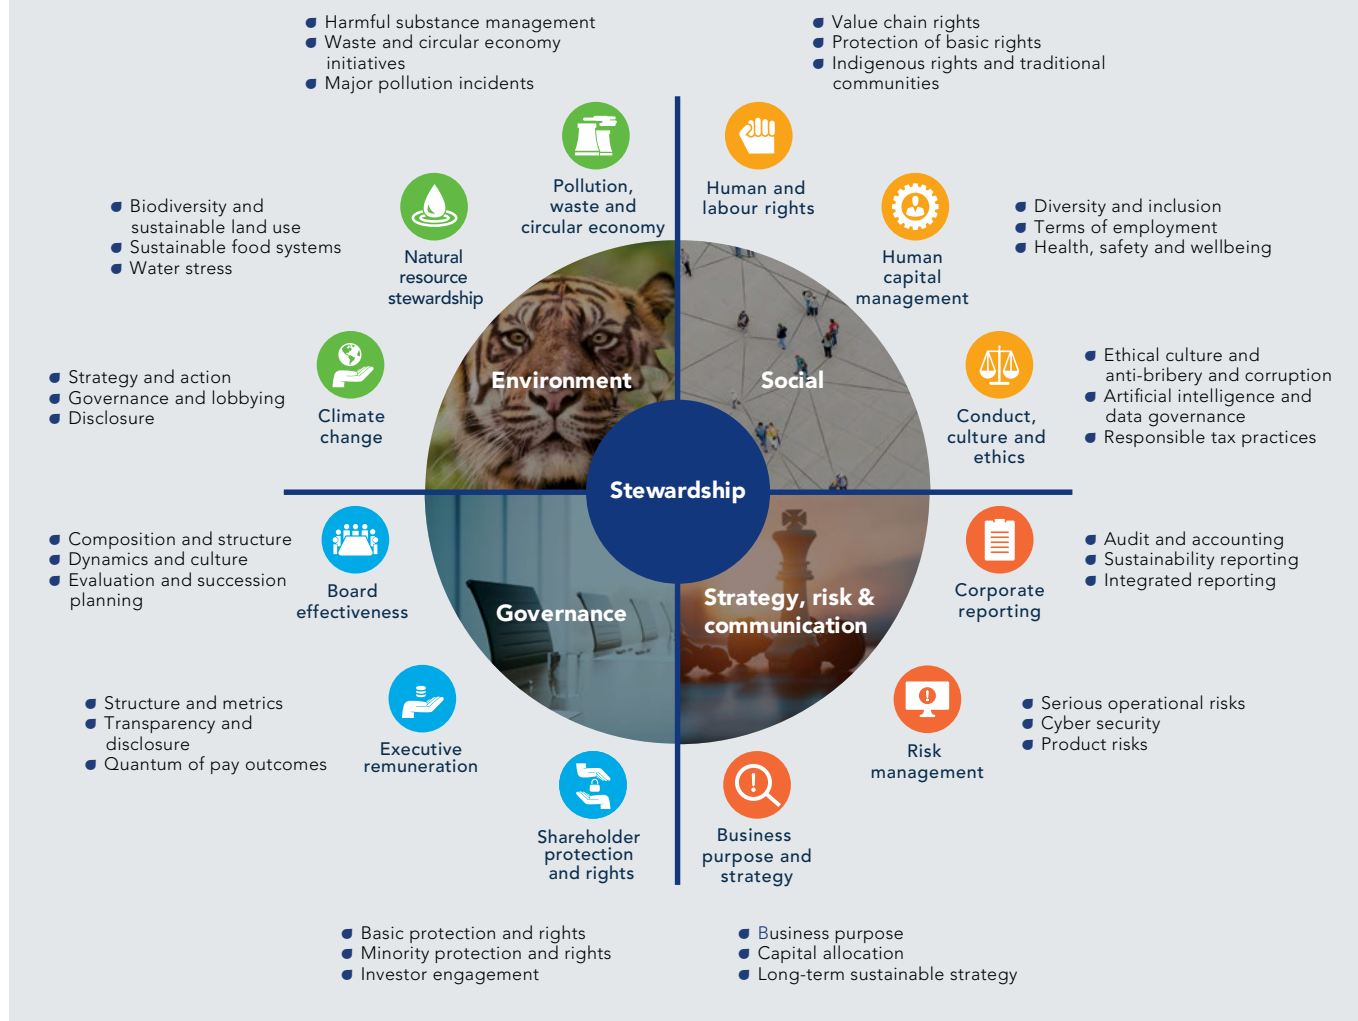 Harmful substance management
Waste and circular economy
initiatives
Major pollution incidents
Value chain rights
Protection of basic rights
Indigenous rights and traditional
communities
Pollution,
waste and
circular economy
Human and
labour rights
Biodiversity and
sustainable land use
Sustainable food systems
Water stress
Natural
resource
stewardship
Human
capital
management
Diversity and inclusion
Terms of employment
Health, safety and wellbeing
Strategy and action
Governance and lobbying
Disclosure
Climate
change
Environment
Social
Conduct,
culture and
ethics
Ethical culture and
anti-bribery and corruption
Artificial intelligence and
data governance
Responsible tax practices
Stewardship
Composition and structure
Dynamics and culture
Evaluation and succession
planning
Board
effectiveness
Governance
Strategy, risk &
communication
Corporate
reporting
Audit and accounting
Sustainability reporting
Integrated reporting
Structure and metrics
Transparency and
disclosure
Quantum of pay outcomes
Executive
remuneration
Risk
management
Serious operational risks
Cyber security
Product risks
Shareholder
protection
and rights
Business
purpose and
strategy
Basic protection and rights
Minority protection and rights
Investor engagement
Business purpose
Capital allocation
Long-term sustainable strategy